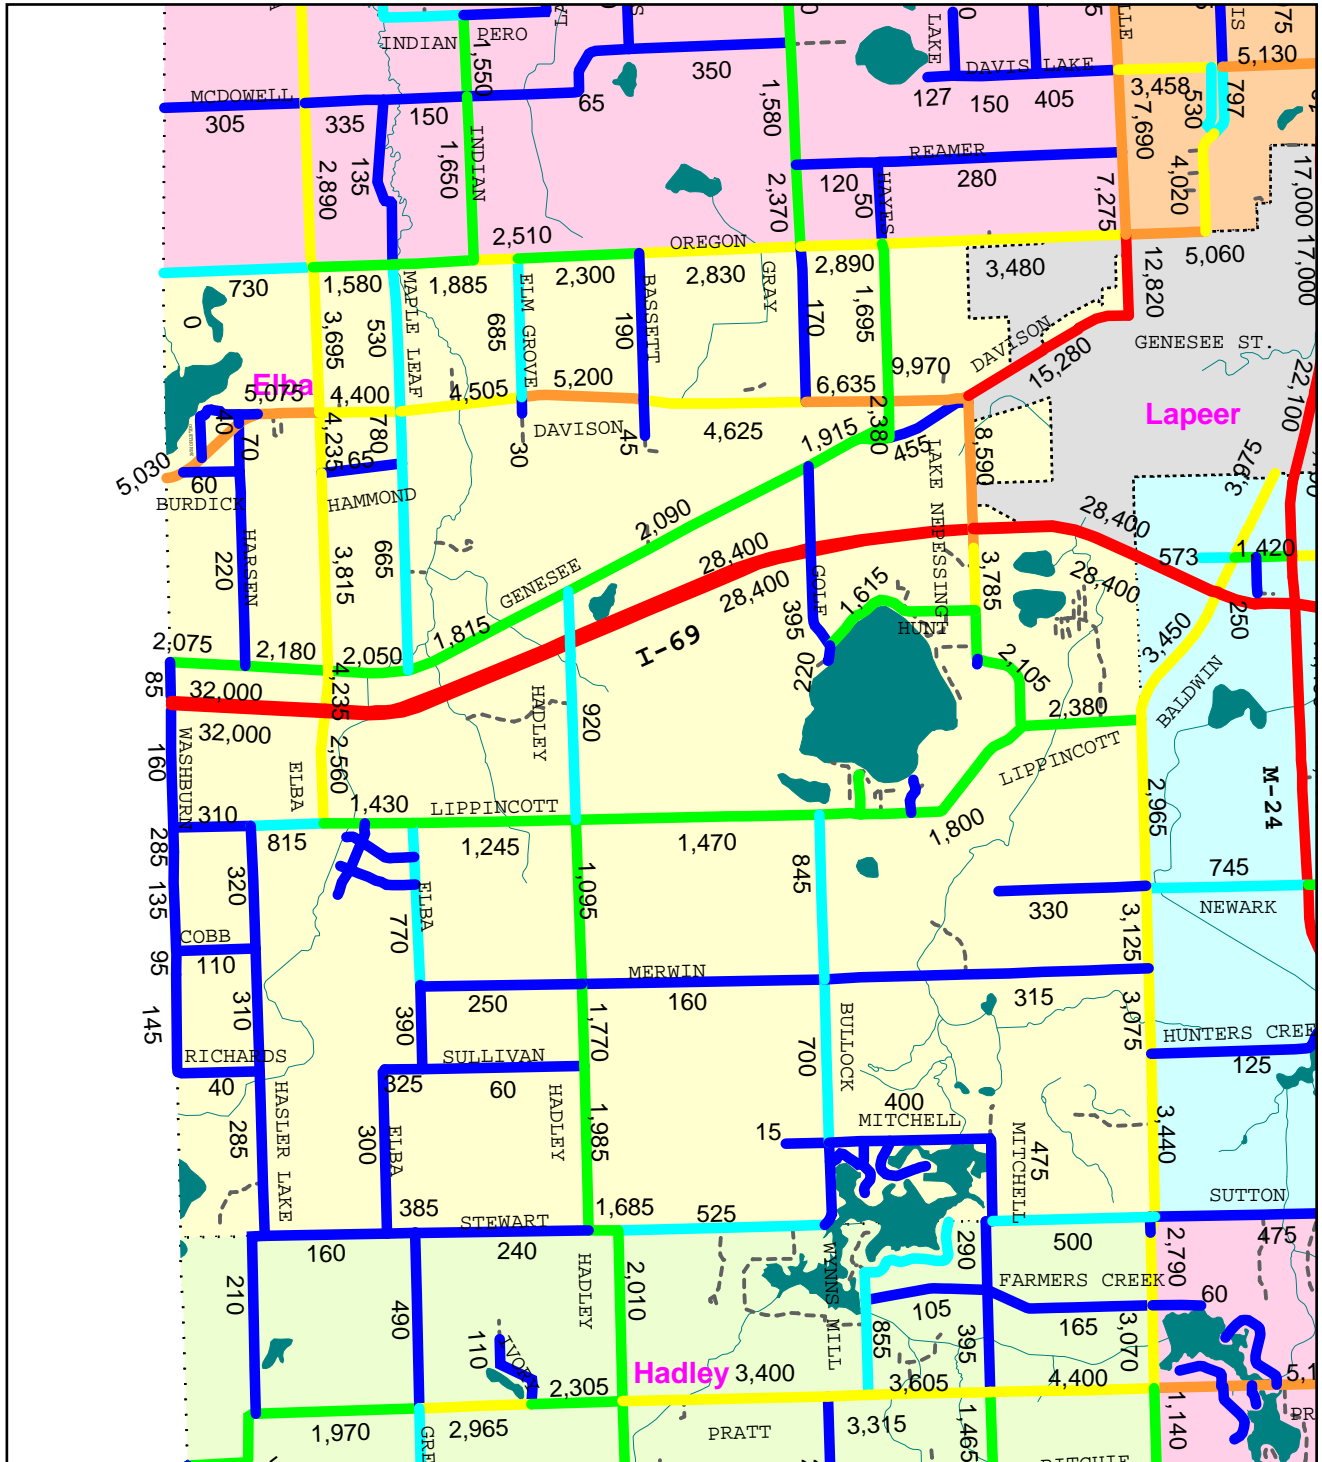 INDIAN
PERO
1,550
350
1,580
LAKE
DAVIS LAKE
127
150
405
3,458
530
797
5,130
7,690
MCDOWELL
305
335
150
65
135
2,890
1,650
INDIAN
REAMER
120
50
HAYES
280
2,370
7,275
4,020
17,000
17,000
2,510
OREGON
730
1,580
1,885
2,300
2,830
2,890
3,480
12,820
5,060
0
3,695
530
MAPLE LEAF
685
ELM GROVE
190
BASSETT
GRAY
170
1,695
DAVISON
15,280
GENESEE ST.
22,100
Elba
5,075
4,400
4,505
5,200
6,635
9,970
Lapeer
40
70
4,235
780
65
30
DAVISON
45
4,625
1,915
2,380
455
8,590
3,975
5,030
60
BURDICK
HAMMOND
2,090
LAKE NEPESSING
28,400
220
HARSEN
3,815
665
GENESEE
28,400
28,400
GOLF
395
1,615
HUNT
3,785
28,400
573
1,420
250
2,075
2,180
2,050
1,815
I-69
220
2,105
3,450
BALDWIN
85
32,000
32,000
4,235
HADLEY
920
2,380
LIPPINCOTT
160
WASHBURN
ELBA
2,560
M-24
2,965
310
815
1,430
LIPPINCOTT
1,245
1,470
1,800
285
320
135
ELBA
770
1,095
845
330
745
NEWARK
3,125
COBB
110
95
310
145
MERWIN
250
160
315
390
1,770
BULLOCK
700
3,075
HUNTERS CREE
125
RICHARDS
40
SULLIVAN
325
60
HADLEY
1,985
400
MITCHELL
15
475
MITCHELL
3,440
285
HASLER LAKE
300
ELBA
385
STEWART
1,685
525
SUTTON
160
240
HADLEY
2,010
WYNNS MILL
290
500
475
2,790
210
490
FARMERS CREEK
105
165
60
855
395
3,070
110
IVORY
2,305
Hadley
3,400
3,605
4,400
5,1
1,970
2,965
GRE
PRATT
3,315
1,465
1,140
PR
RITCHIE